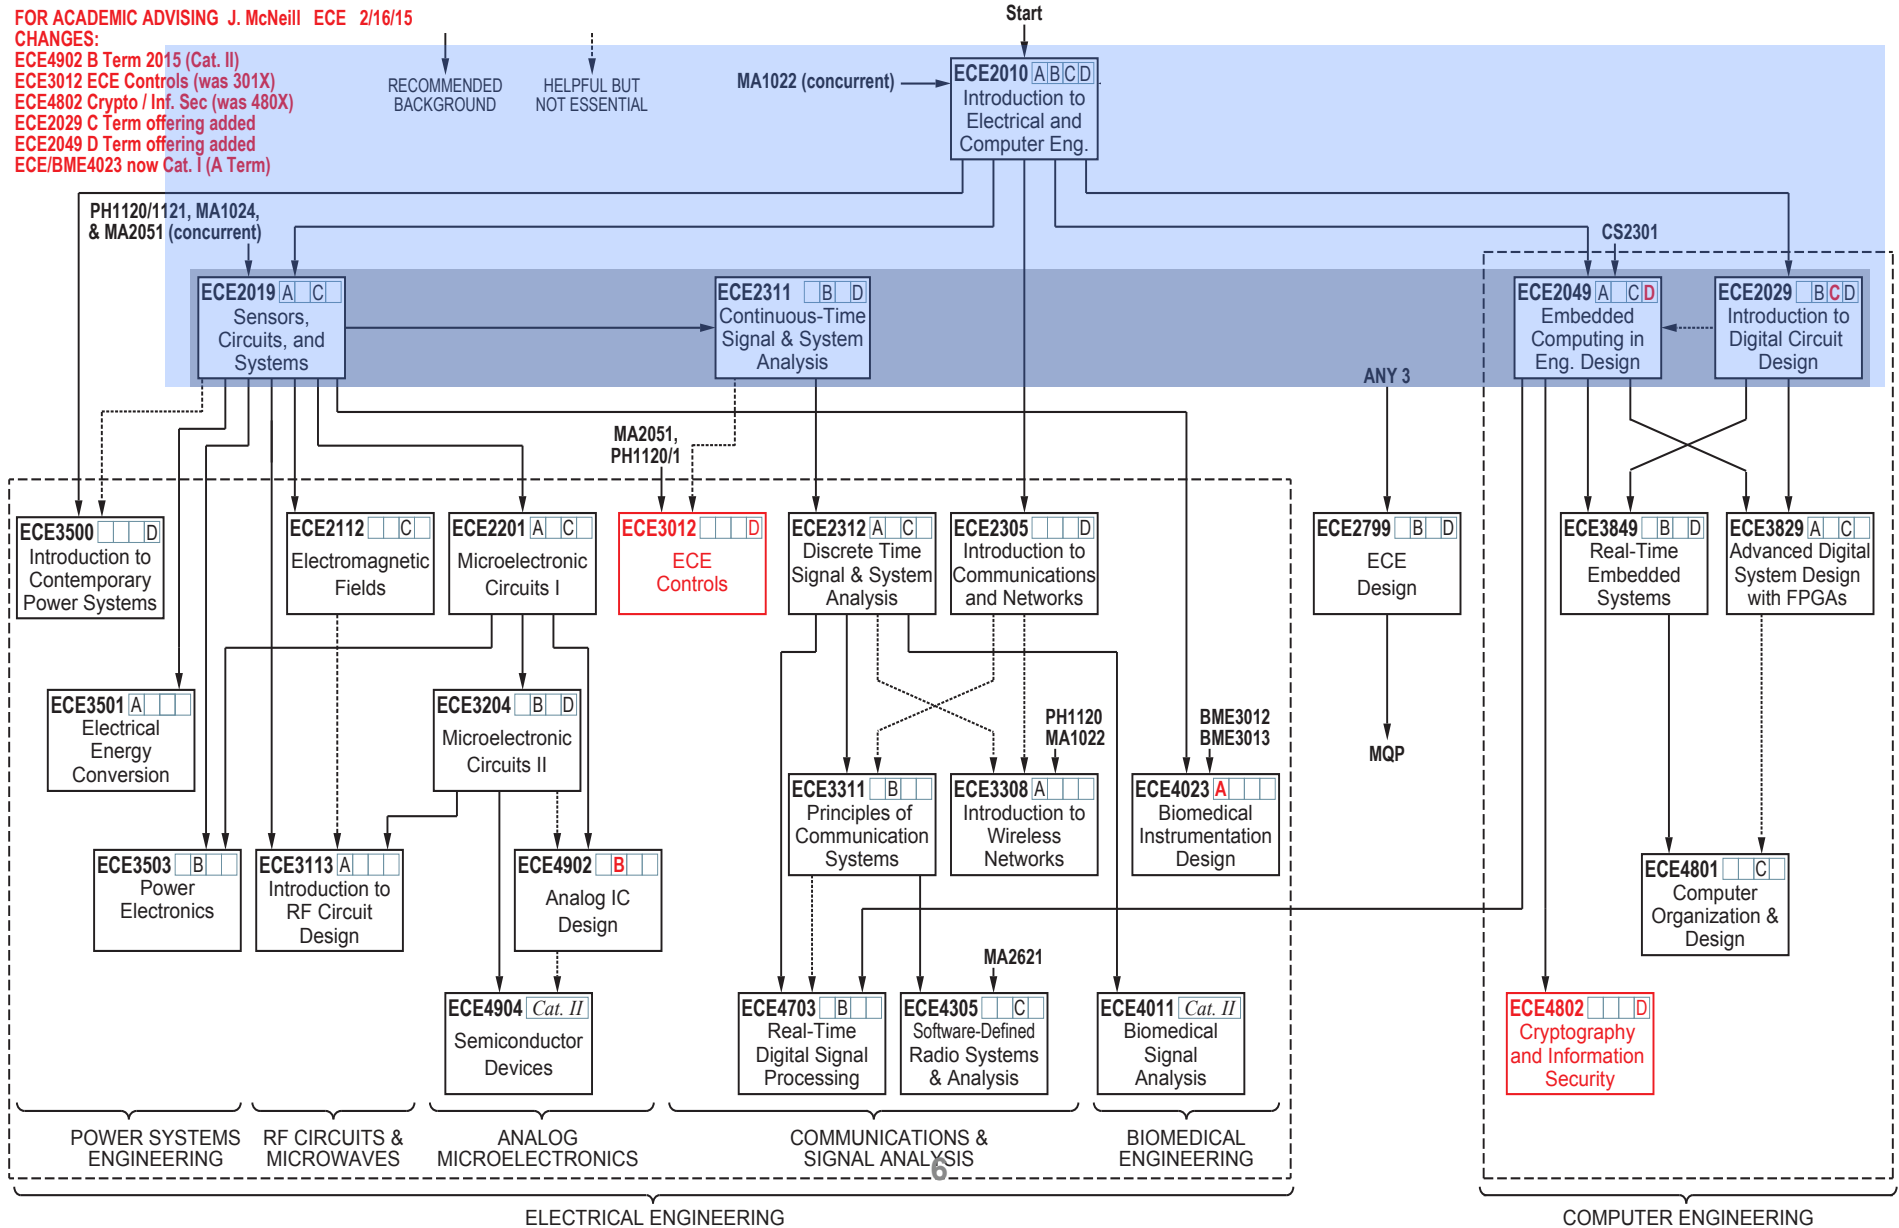 FOR ACADEMIC ADVISING J. McNeill ECE 2/16/15
CHANGES:
ECE4902 B Term 2015 (Cat. II)
ECE3012 ECE Controls (was 301X)
ECE4802 Crypto / Inf. Sec (was 480X)
ECE2029 C Term offering added
ECE2049 D Term offering added
ECE/BME4023 now Cat. I (A Term)
RECOMMENDED
BACKGROUND
HELPFUL BUT
NOT ESSENTIAL
Start
MA1022 (concurrent)
ECE2010 A B C D
Introduction to
Electrical and
Computer Eng.
PH1120/1121, MA1024,
& MA2051 (concurrent)
CS2301
ECE2019 A C
Sensors,
Circuits, and
Systems
ECE2311 B D
Continuous-Time
Signal & System
Analysis
ECE2049 A C D
Embedded
Computing in
Eng. Design
ECE2029 B C D
Introduction to
Digital Circuit
Design
ANY 3
MA2051,
PH1120/1
ECE3500 D
Introduction to
Contemporary
Power Systems
ECE2112 C
Electromagnetic
Fields
ECE2201 A C
Microelectronic
Circuits I
ECE3012 D
ECE
Controls
ECE2312 A C
Discrete Time
Signal & System
Analysis
ECE2305 D
Introduction to
Communications
and Networks
ECE2799 B D
ECE
Design
ECE3849 B D
Real-Time
Embedded
Systems
ECE3829 A C
Advanced Digital
System Design
with FPGAs
ECE3501 A
Electrical
Energy
Conversion
ECE3204 B D
Microelectronic
Circuits II
PH1120
MA1022
BME3012
BME3013
MQP
ECE3311 B
Principles of
Communication
Systems
ECE3308 A
Introduction to
Wireless
Networks
ECE4023 A
Biomedical
Instrumentation
Design
ECE3503 B
Power
Electronics
ECE3113 A
Introduction to
RF Circuit
Design
ECE4902 B
Analog IC
Design
ECE4801 C
Computer
Organization &
Design
MA2621
ECE4904 Cat. II
Semiconductor
Devices
ECE4703 B
Real-Time
Digital Signal
Processing
ECE4305 C
Software-Defined
Radio Systems
& Analysis
ECE4011 Cat. II
Biomedical
Signal
Analysis
ECE4802 D
Cryptography
and Information
Security
POWER SYSTEMS
ENGINEERING
RF CIRCUITS &
MICROWAVES
ANALOG
MICROELECTRONICS
COMMUNICATIONS &
SIGNAL ANALYSIS
BIOMEDICAL
ENGINEERING
6
ELECTRICAL ENGINEERING
COMPUTER ENGINEERING